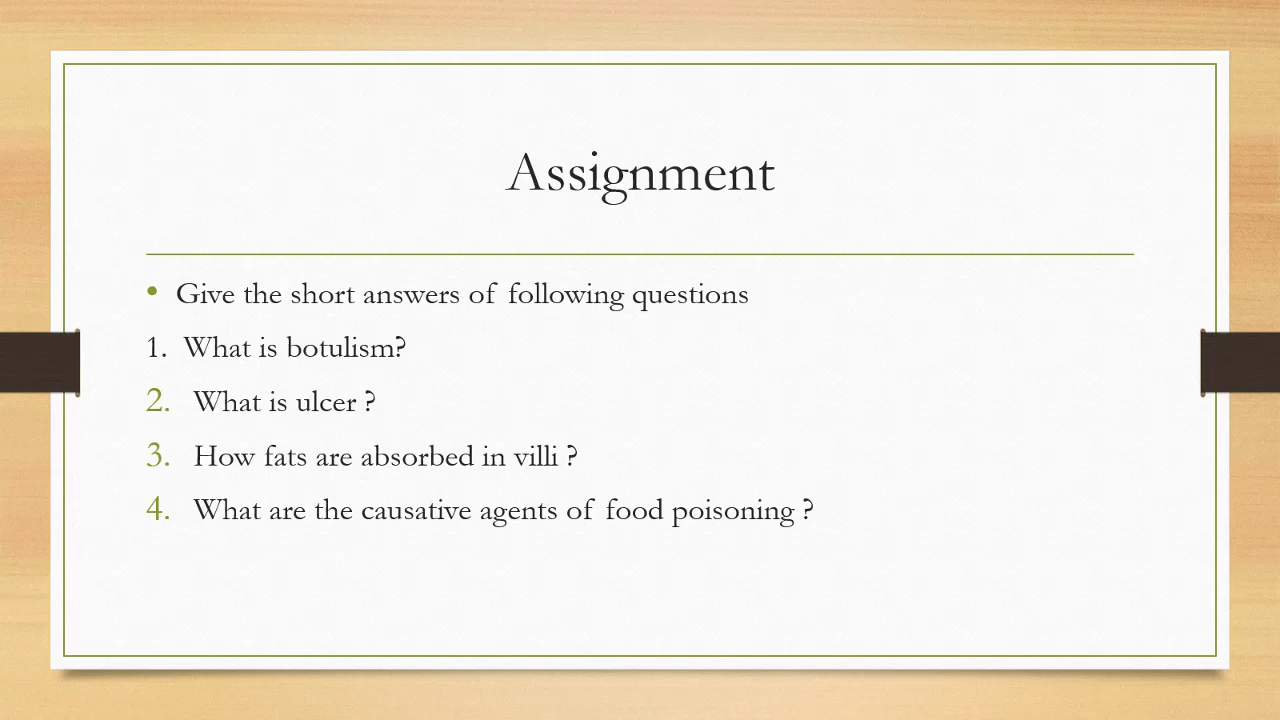 Assignment
• Give the short answers of following questions
1. What is botulism?
2. What is ulcer ?
3. How fats are absorbed in villi ?
4. What are the causative agents of food poisoning ?